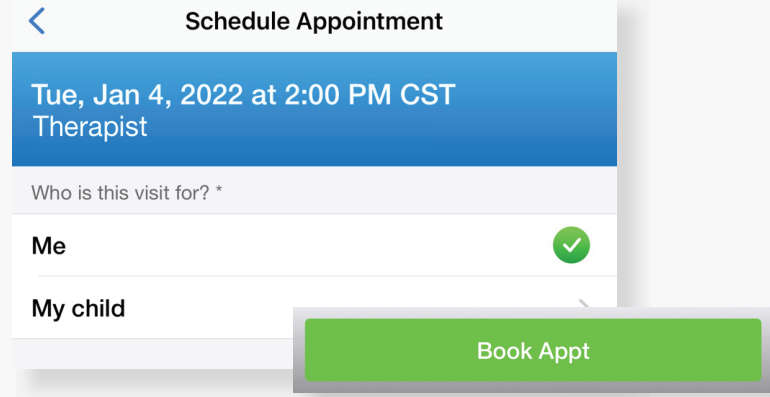 Schedule Appointment
Tue, Jan 4, 2022 at 2:00 PM CST
Therapist
Who is this visit for? *
Me
My child
Book Appt